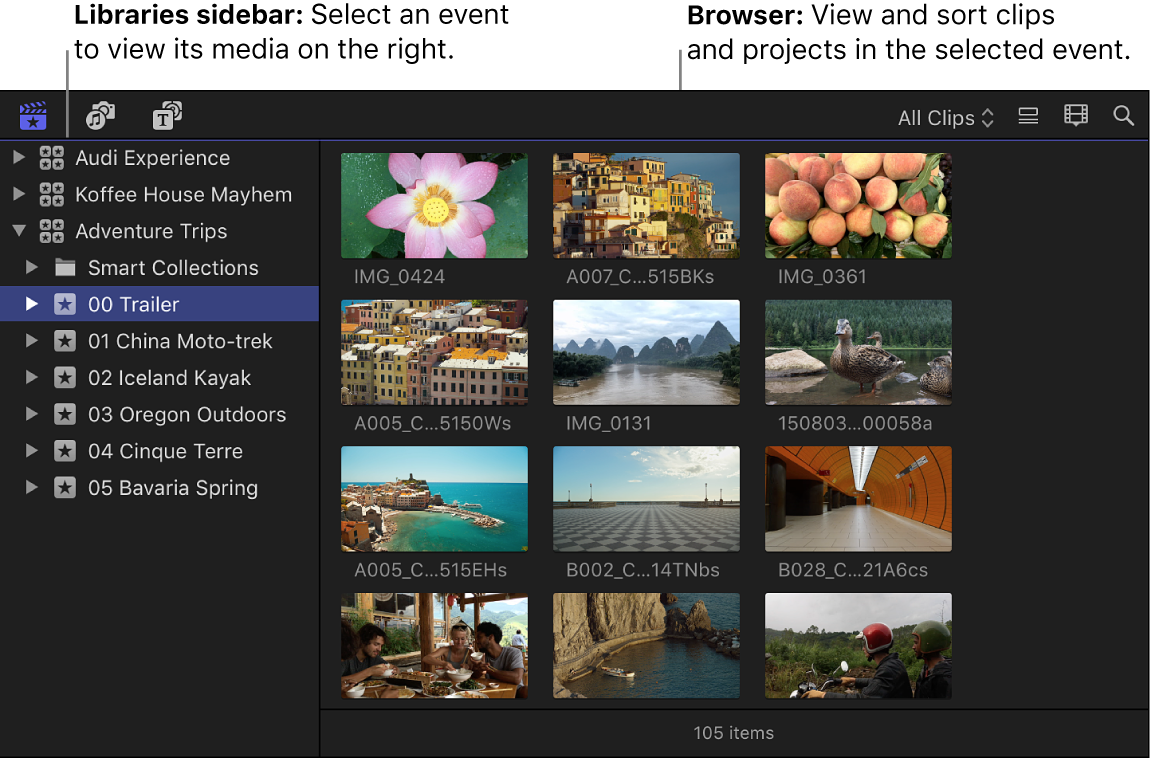 Libraries sidebar: Select an event
to view its media on the right.
Browser: View and sort clips
and projects in the selected event.
T
All Clips
Audi Experience
Koffee House Mayhem
Adventure Trips
Smart Collections
00 Trailer
01 China Moto-trek
02 Iceland Kayak
03 Oregon Outdoors
04 Cinque Terre
05 Bavaria Spring
IMG_0424
A007_C...515BKs
IMG_0361
A005_C...5150Ws
IMG_0131
150803...00058a
A005_C...515EHs
B002_C...14TNbs
B028_C...21A6cs
105 items